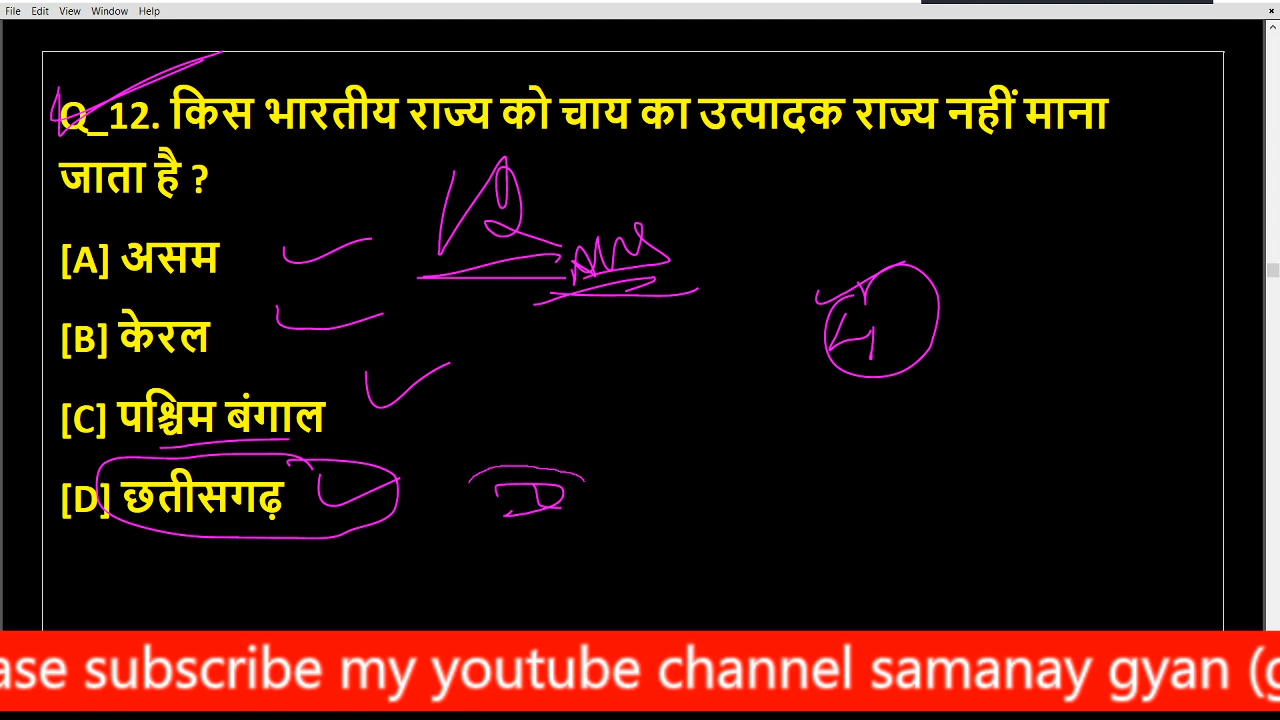 File Edit View Window Help
Q_12. किस भारतीय राज्य को चाय का उत्पादक राज्य नहीं माना
जाता है ?
[A] असम
[B] केरल
[C] पश्चिम बंगाल
[D] छतीसगढ़
Ans
D
ase subscribe my youtube channel samanay gyan (g